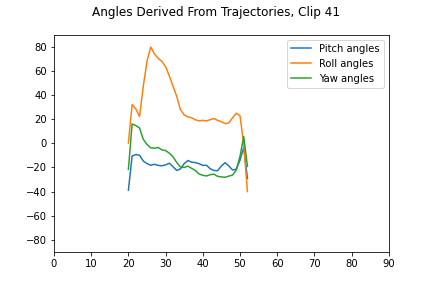 Angles Derived From Trajectories, Clip 41
Pitch angles
Roll angles
Yaw angles
80
60
40
20
0
−20
−40
−60
−80
0 10 20 30 40 50 60 70 80 90